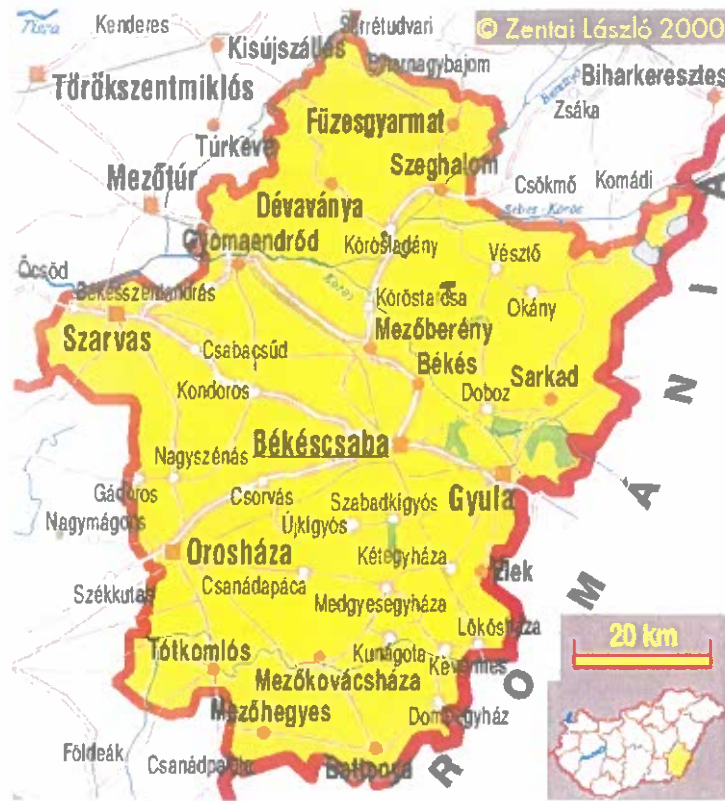 Tisza
Kenderes
Sárrétudvari
© Zentai László 2000
Kisújszállás
Biharnagybajom
Biharkeresztes
Törökszentmiklós
Zsáka
Füzesgyarmat
Túrkeve
Szeghalom
Mezőtúr
Csökmő
Komádi
Dévaványa
Sebes-Körös
Gyomaendrőd
Körösladány
Vésztő
Öcsöd
Békésszentandrás
Körös
Köröstarcsa
Okány
Szarvas
Mezőberény
Csabacsűd
Békés
Sarkad
Kondoros
Doboz
Békéscsaba
Nagyszénás
Gyula
Gádoros
Csorvás
Szabadkígyós
Nagymágocs
Újkígyós
Orosháza
Kétegyháza
Elek
Csanádapáca
Székkutas
Medgyesegyháza
Lőkösháza
20 km
Tótkomlós
Kunágota
Kevermes
Mezőkovácsháza
Mezőhegyes
Dombegyház
Földeák
Csanádpalota
Battonya
ROMÁNIA